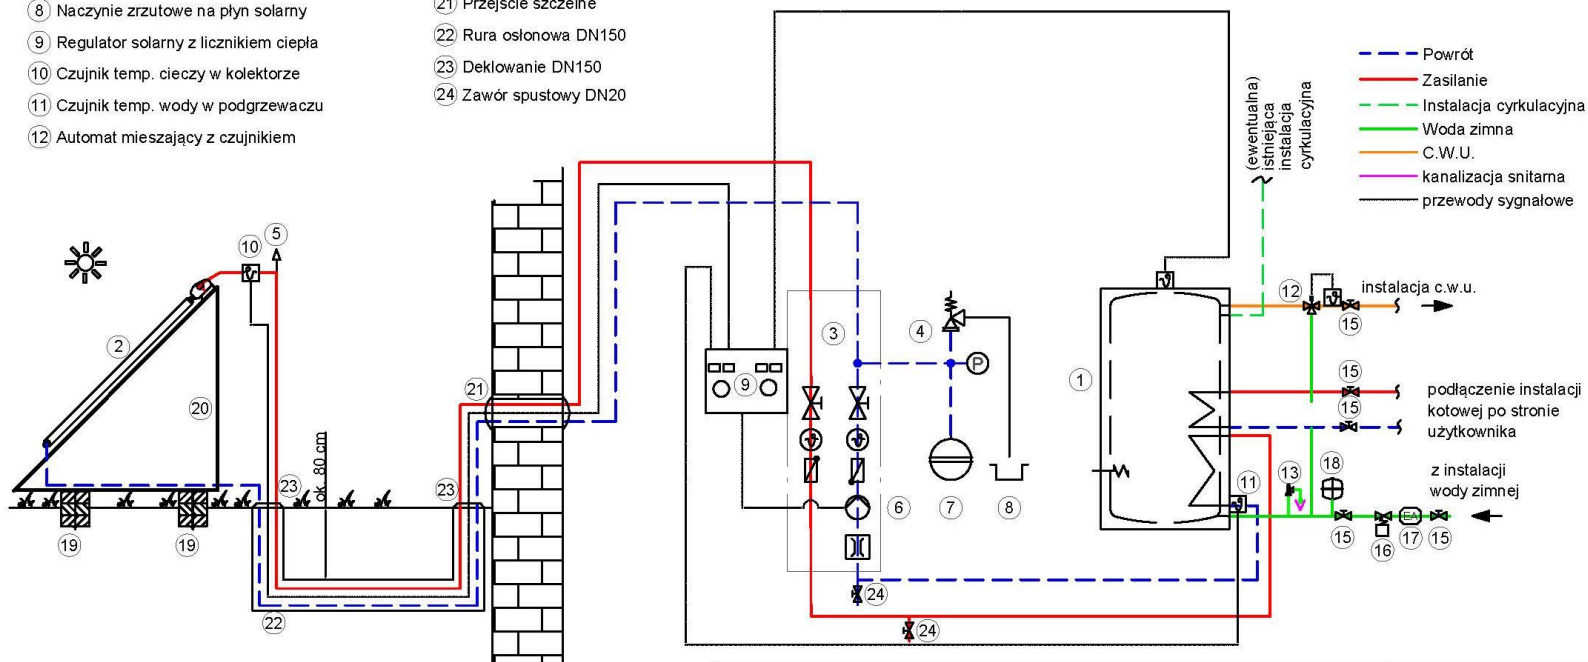 8 Naczynie zrzutowe na płyn solarny
9 Regulator solarny z licznikiem ciepła
10 Czujnik temp. cieczy w kolektorze
11 Czujnik temp. wody w podgrzewaczu
12 Automat mieszający z czujnikiem
21 Przejście szczelne
22 Rura osłonowa DN150
23 Deklowanie DN150
24 Zawór spustowy DN20
Powrót
Zasilanie
Instalacja cyrkulacyjna
Woda zimna
C.W.U.
kanalizacja snitarna
przewody sygnałowe
(ewentualna)
istniejąca
instalacja
cyrkulacyjna
5
10
2
20
21
ok. 80 cm
23
23
19
19
22
3
4
P
9
6
7
8
24
24
1
12
15
instalacja c.w.u.
15
15
podłączenie instalacji
kotowej po stronie
użytkownika
11
13
18
z instalacji
wody zimnej
15
16
EA
17
15